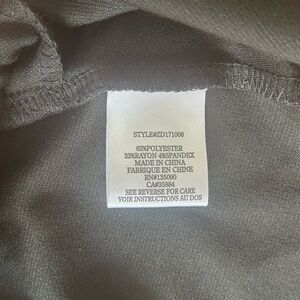 STYLE#ZD171008
63%POLYESTER
33%RAYON 4%SPANDEX
MADE IN CHINA
FABRIQUE EN CHINE
RN#135090
CA#35884
SEE REVERSE FOR CARE
VOIR INSTRUCTIONS AU DOS